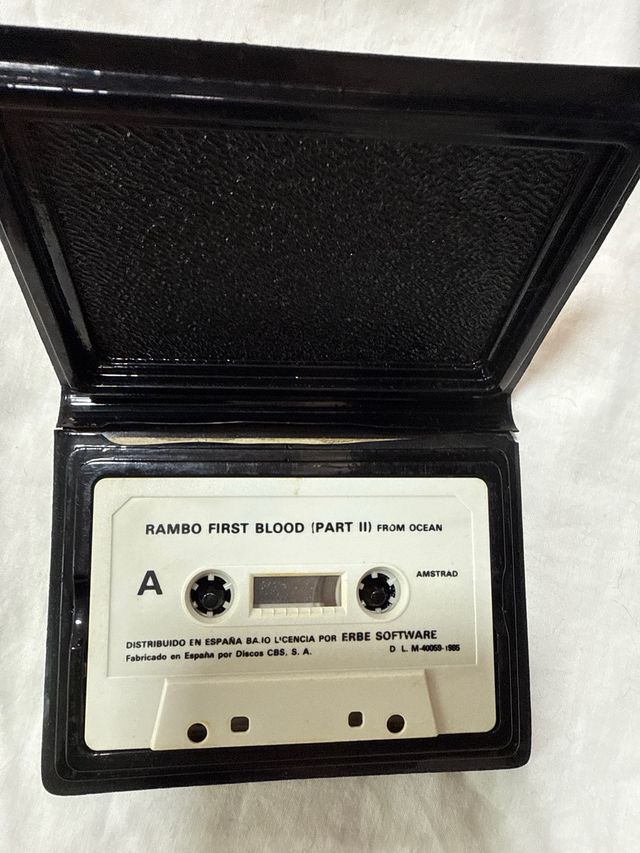 RAMBO FIRST BLOOD (PART II) FROM OCEAN
A
AMSTRAD
DISTRIBUIDO EN ESPAÑA BAJO LICENCIA POR ERBE SOFTWARE
Fabricado en España por Discos CBS, S. A. D L. M-40059-1985